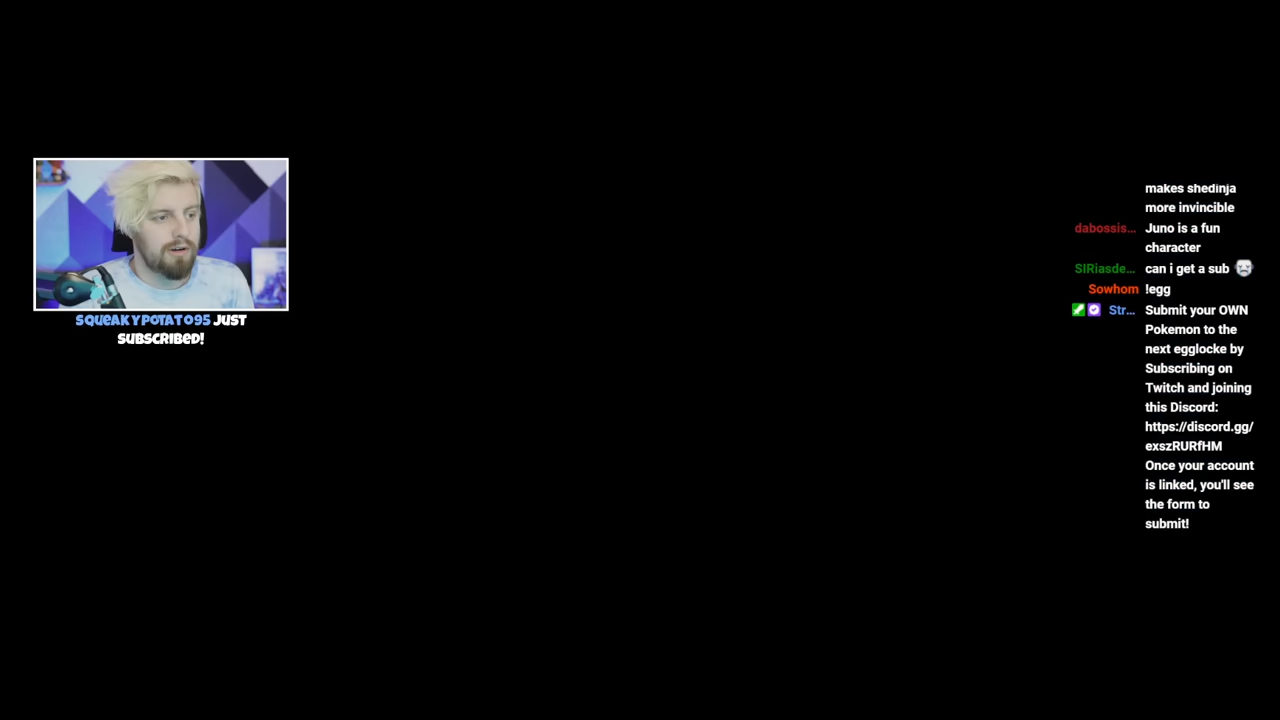 SQUEAKYPOTATO95 JUST
SUBSCRIBED!
makes shedinja
more invincible
dabossis… Juno is a fun
character
SIRiasde… can i get a sub
Sowhom !egg
Str… Submit your OWN
Pokemon to the
next egglocke by
Subscribing on
Twitch and joining
this Discord:
https://discord.gg/
exszRURfHM
Once your account
is linked, you'll see
the form to
submit!